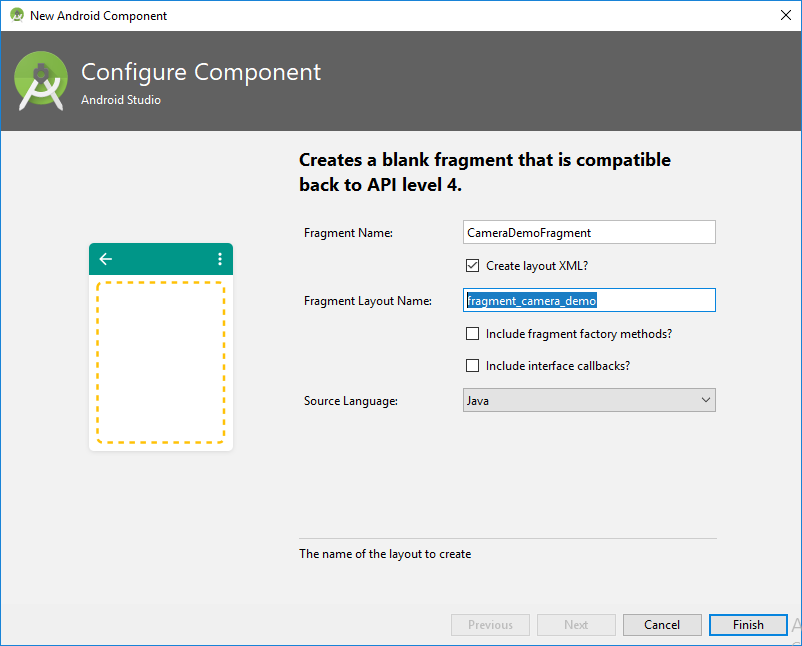 New Android Component
Configure Component
Android Studio
Creates a blank fragment that is compatible
back to API level 4.
Fragment Name: CameraDemoFragment
Create layout XML?
Fragment Layout Name: fragment_camera_demo
Include fragment factory methods?
Include interface callbacks?
Source Language: Java
The name of the layout to create
Previous Next Cancel Finish